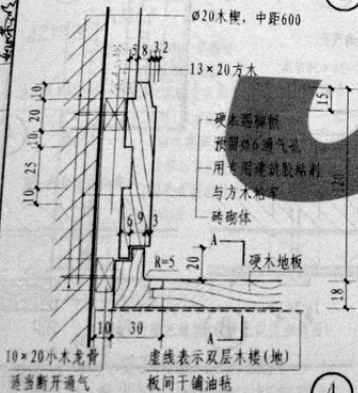 Ø20木楔，中距600
5 8 3 2
13×20方木
10
20
10
25
10
15
硬木踢脚板
预留Ø6通气孔
用专用建筑胶粘剂
与方木粘牢
砖砌体
120
6 9 3
A
R=5
20
硬木地板
18
10 30
A
10×20小木龙骨
适当断开通气
虚线表示双层木楼(地)
板间干铺油毡
4